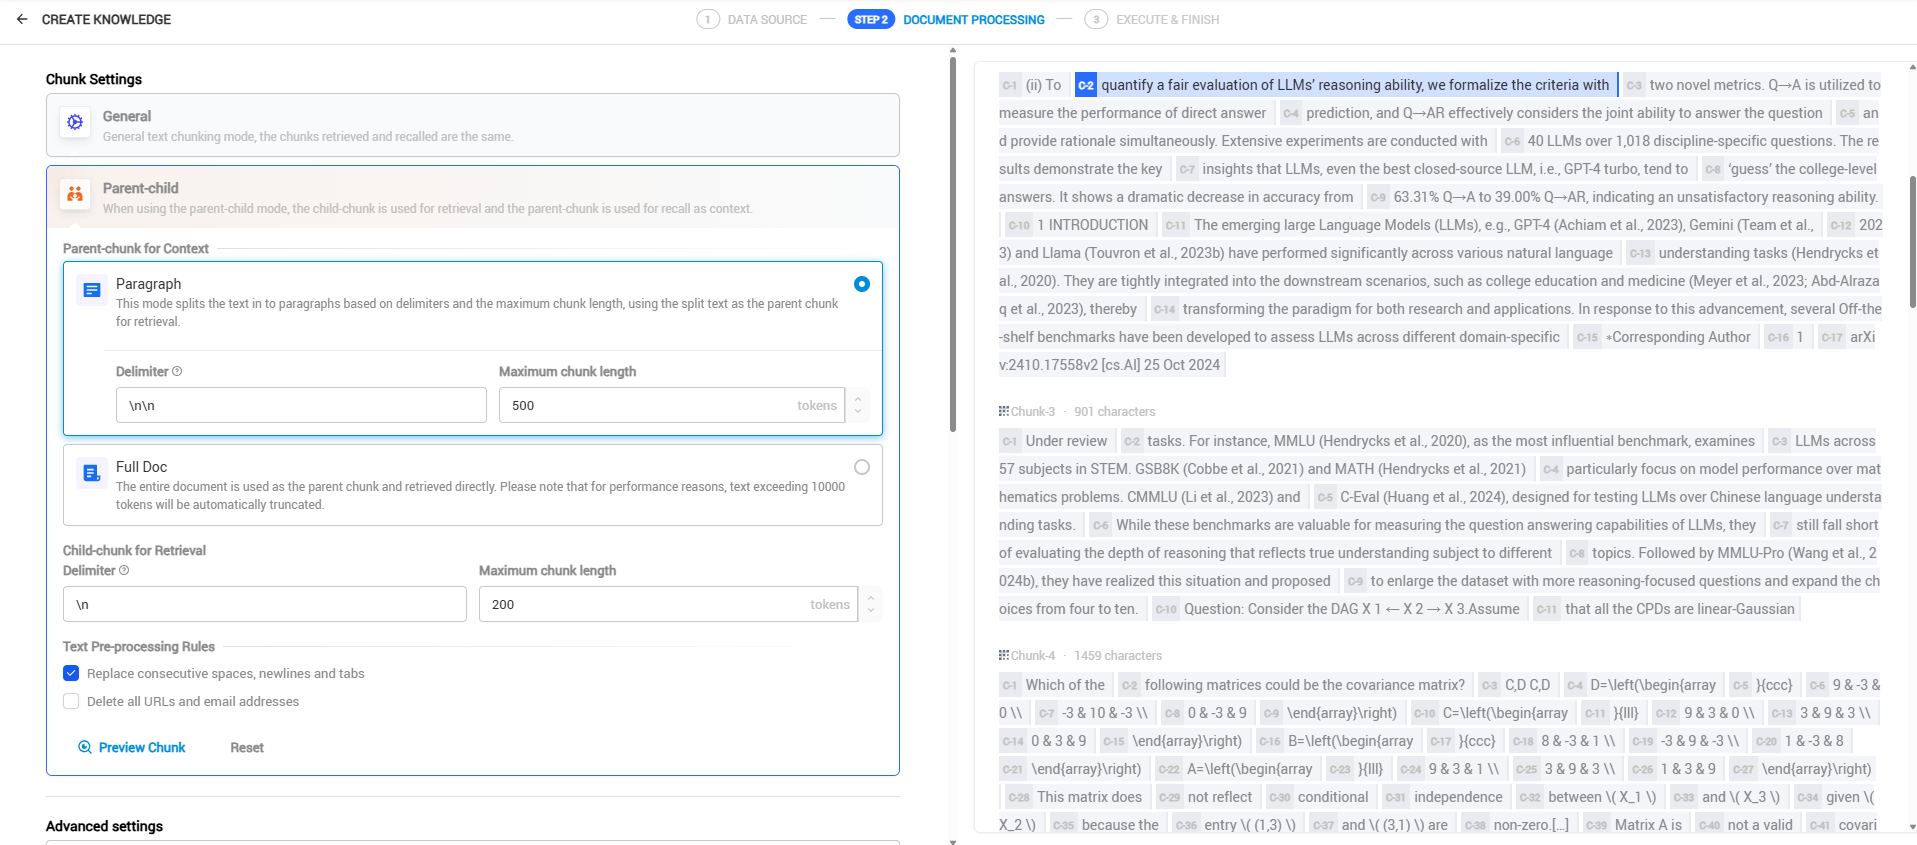 CREATE KNOWLEDGE
1 DATA SOURCE
STEP 2 DOCUMENT PROCESSING
3 EXECUTE & FINISH
Chunk Settings
General
General text chunking mode, the chunks retrieved and recalled are the same.
Parent-child
When using the parent-child mode, the child-chunk is used for retrieval and the parent-chunk is used for recall as context.
Parent-chunk for Context
Paragraph
This mode splits the text in to paragraphs based on delimiters and the maximum chunk length, using the split text as the parent chunk
for retrieval.
Delimiter
Maximum chunk length
\n\n
500 tokens
Full Doc
The entire document is used as the parent chunk and retrieved directly. Please note that for performance reasons, text exceeding 10000
tokens will be automatically truncated.
Child-chunk for Retrieval
Delimiter
Maximum chunk length
\n
200 tokens
Text Pre-processing Rules
Replace consecutive spaces, newlines and tabs
Delete all URLs and email addresses
Preview Chunk
Reset
Advanced settings
C-1 (ii) To C-2 quantify a fair evaluation of LLMs’ reasoning ability, we formalize the criteria with C-3 two novel metrics. Q→A is utilized to
measure the performance of direct answer C-4 prediction, and Q→AR effectively considers the joint ability to answer the question C-5 an
d provide rationale simultaneously. Extensive experiments are conducted with C-6 40 LLMs over 1,018 discipline-specific questions. The re
sults demonstrate the key C-7 insights that LLMs, even the best closed-source LLM, i.e., GPT-4 turbo, tend to C-8 ‘guess’ the college-level
answers. It shows a dramatic decrease in accuracy from C-9 63.31% Q→A to 39.00% Q→AR, indicating an unsatisfactory reasoning ability.
C-10 1 INTRODUCTION C-11 The emerging large Language Models (LLMs), e.g., GPT-4 (Achiam et al., 2023), Gemini (Team et al., C-12 202
3) and Llama (Touvron et al., 2023b) have performed significantly across various natural language C-13 understanding tasks (Hendrycks et
al., 2020). They are tightly integrated into the downstream scenarios, such as college education and medicine (Meyer et al., 2023; Abd-Alraza
q et al., 2023), thereby C-14 transforming the paradigm for both research and applications. In response to this advancement, several Off-the
-shelf benchmarks have been developed to assess LLMs across different domain-specific C-15 ∗Corresponding Author C-16 1 C-17 arXi
v:2410.17558v2 [cs.AI] 25 Oct 2024
Chunk-3 · 901 characters
C-1 Under review C-2 tasks. For instance, MMLU (Hendrycks et al., 2020), as the most influential benchmark, examines C-3 LLMs across
57 subjects in STEM. GSB8K (Cobbe et al., 2021) and MATH (Hendrycks et al., 2021) C-4 particularly focus on model performance over mat
hematics problems. CMMLU (Li et al., 2023) and C-5 C-Eval (Huang et al., 2024), designed for testing LLMs over Chinese language understa
nding tasks. C-6 While these benchmarks are valuable for measuring the question answering capabilities of LLMs, they C-7 still fall short
of evaluating the depth of reasoning that reflects true understanding subject to different C-8 topics. Followed by MMLU-Pro (Wang et al., 2
024b), they have realized this situation and proposed C-9 to enlarge the dataset with more reasoning-focused questions and expand the ch
oices from four to ten. C-10 Question: Consider the DAG X 1 ← X 2 → X 3.Assume C-11 that all the CPDs are linear-Gaussian
Chunk-4 · 1459 characters
C-1 Which of the C-2 following matrices could be the covariance matrix? C-3 C,D C,D C-4 D=\left(\begin{array C-5 }{ccc} C-6 9 & -3 &
0 \\ C-7 -3 & 10 & -3 \\ C-8 0 & -3 & 9 C-9 \end{array}\right) C-10 C=\left(\begin{array C-11 }{lll} C-12 9 & 3 & 0 \\ C-13 3 & 9 & 3 \\
C-14 0 & 3 & 9 C-15 \end{array}\right) C-16 B=\left(\begin{array C-17 }{ccc} C-18 8 & -3 & 1 \\ C-19 -3 & 9 & -3 \\ C-20 1 & -3 & 8
C-21 \end{array}\right) C-22 A=\left(\begin{array C-23 }{lll} C-24 9 & 3 & 1 \\ C-25 3 & 9 & 3 \\ C-26 1 & 3 & 9 C-27 \end{array}\right)
C-28 This matrix does C-29 not reflect C-30 conditional C-31 independence C-32 between \( X_1 \) C-33 and \( X_3 \) C-34 given \(
X_2 \) C-35 because the C-36 entry \( (1,3) \) C-37 and \( (3,1) \) are C-38 non-zero.[...] C-39 Matrix A is C-40 not a valid C-41 covari